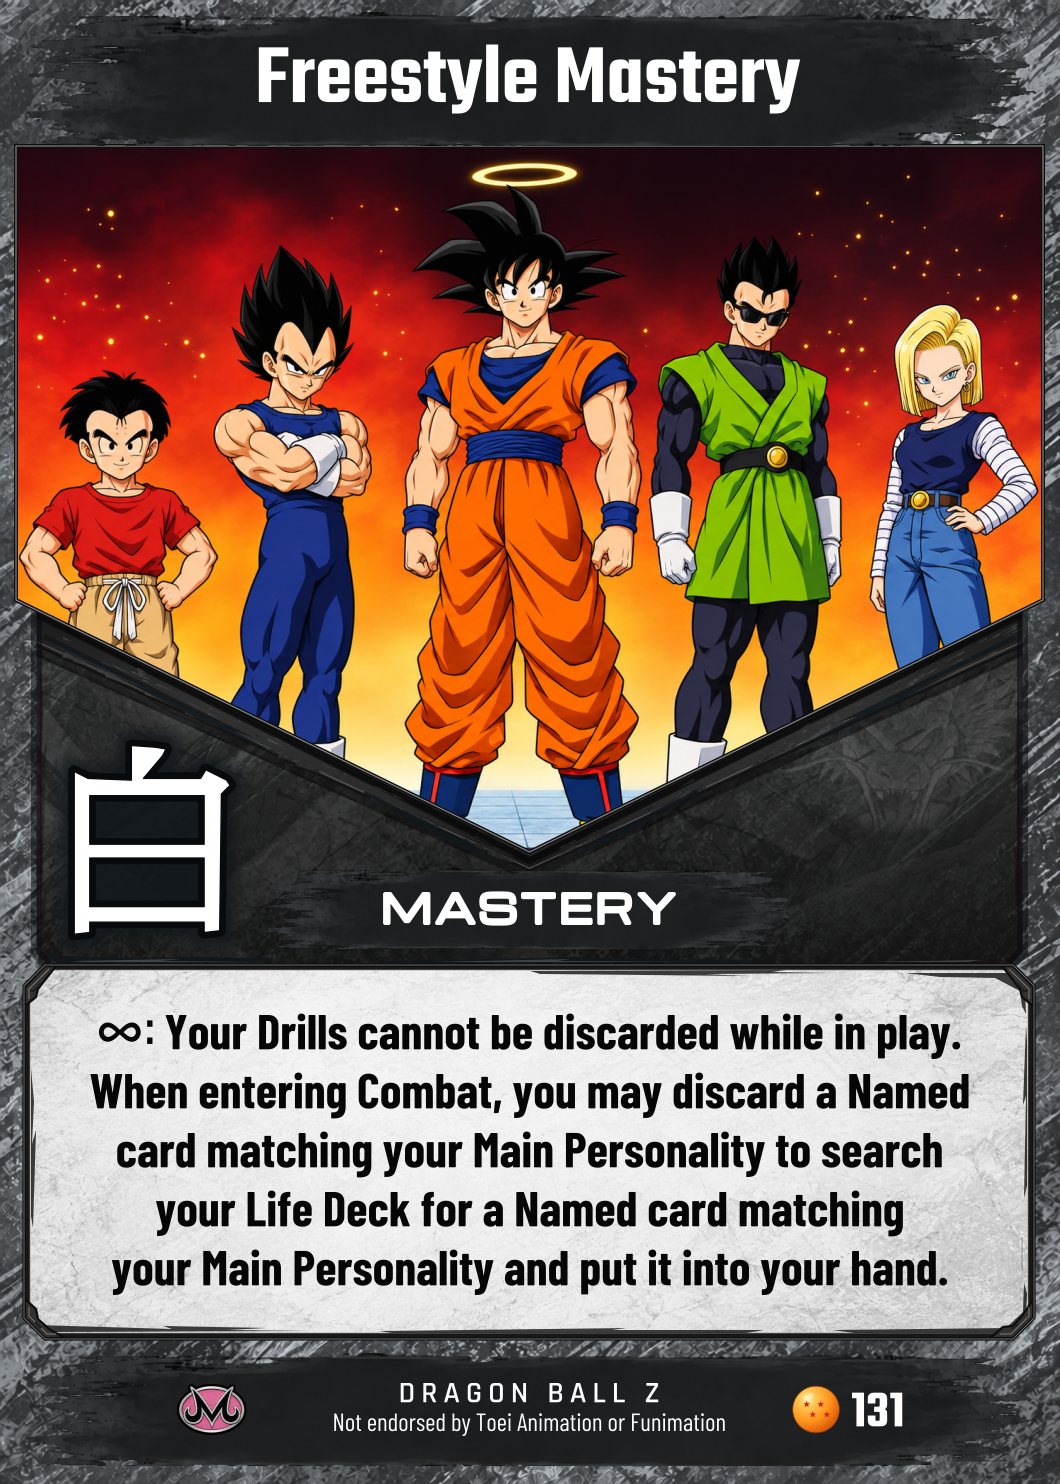 Freestyle Mastery
白
MASTERY
∞: Your Drills cannot be discarded while in play.
When entering Combat, you may discard a Named
card matching your Main Personality to search
your Life Deck for a Named card matching
your Main Personality and put it into your hand.
DRAGON BALL Z
Not endorsed by Toei Animation or Funimation
131